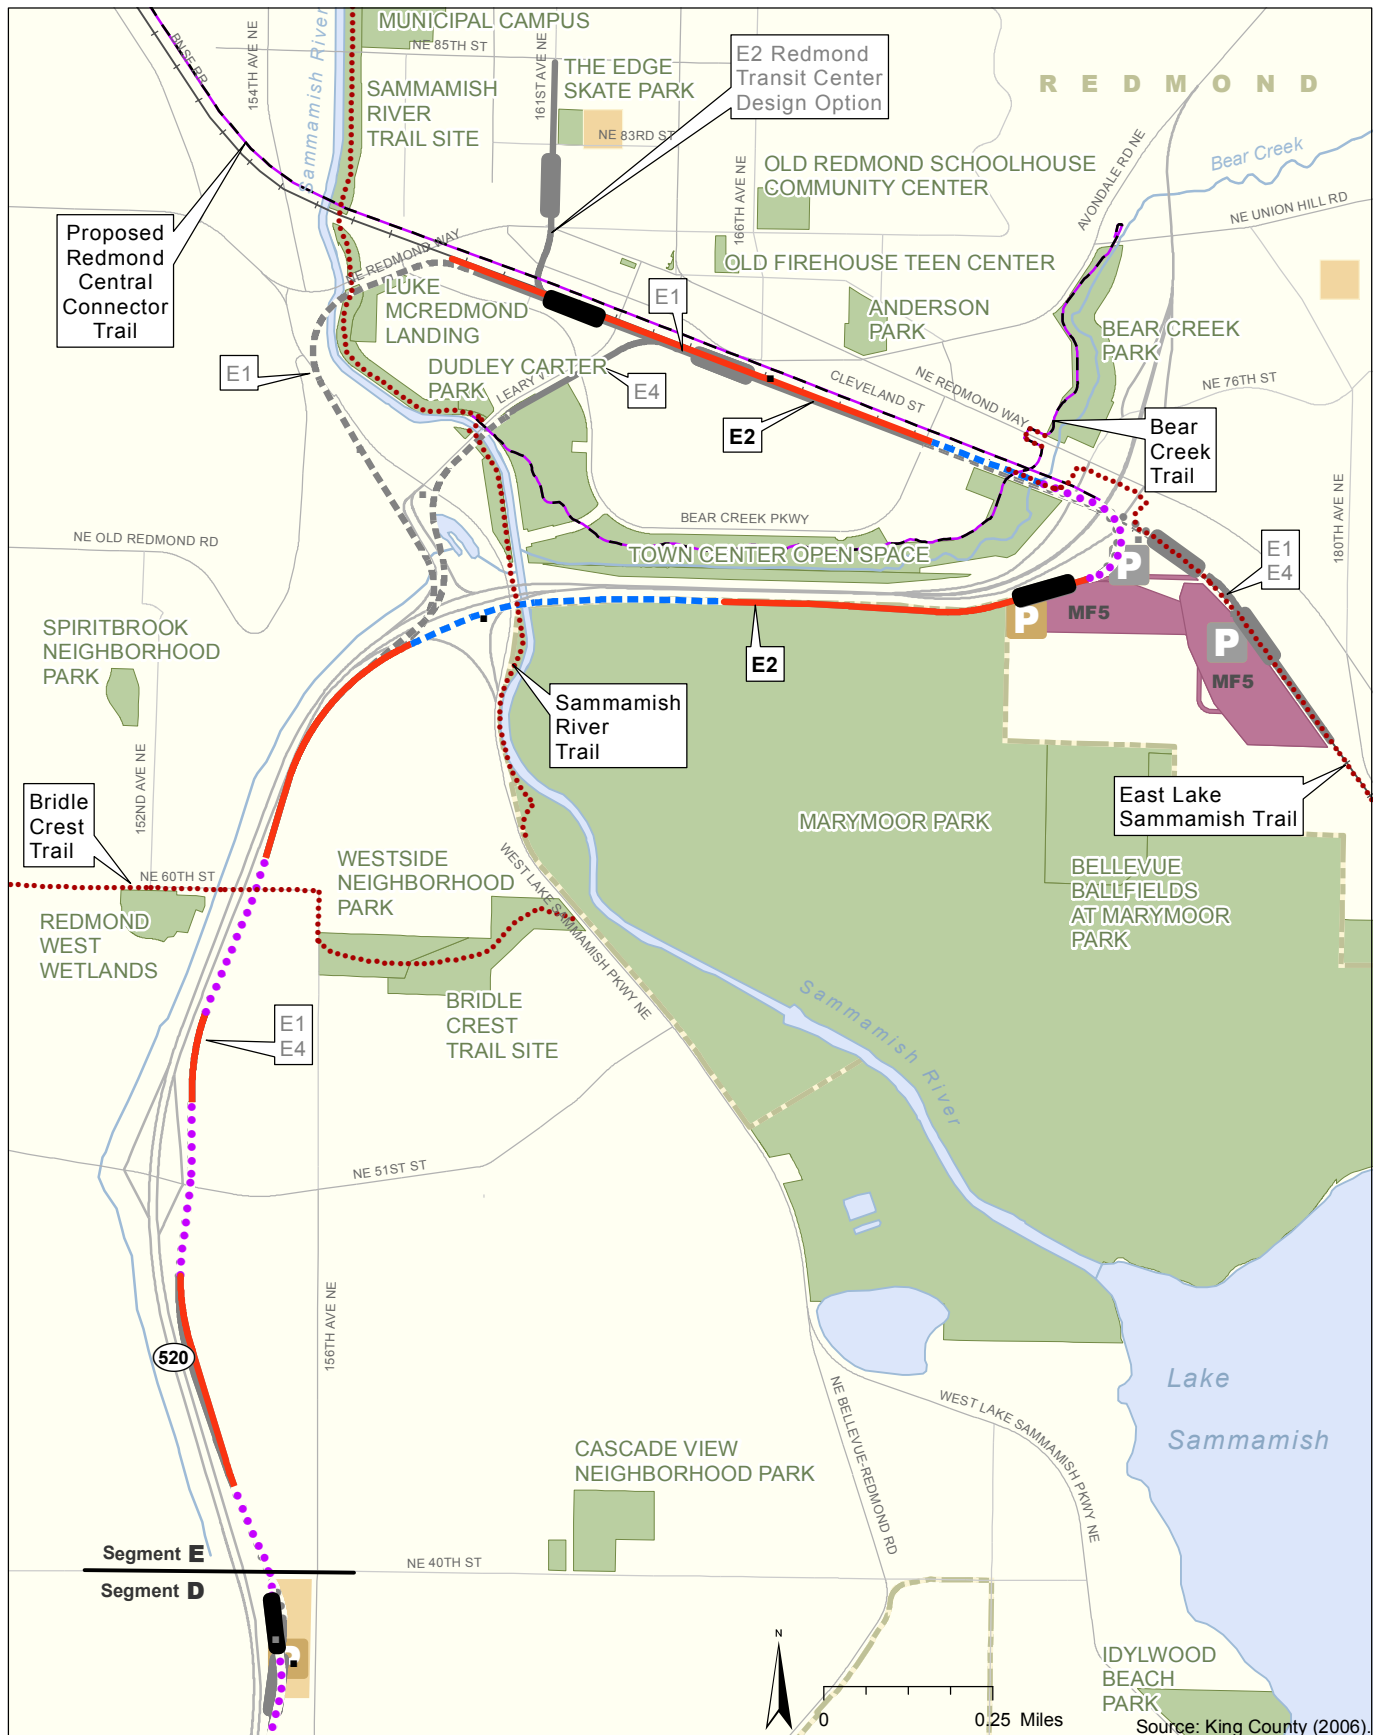 MUNICIPAL CAMPUS
NE 85TH ST
BNSF RR
154TH AVE NE
Sammamish River
SAMMAMISH
RIVER
TRAIL SITE
161ST AVE NE
THE EDGE
SKATE PARK
NE 83RD ST
E2 Redmond
Transit Center
Design Option
REDMOND
Bear Creek
AVONDALE RD NE
NE UNION HILL RD
OLD REDMOND SCHOOLHOUSE
COMMUNITY CENTER
166TH AVE NE
OLD FIREHOUSE TEEN CENTER
Proposed
Redmond
Central
Connector
Trail
NE REDMOND WAY
LUKE
MCREDMOND
LANDING
E1
ANDERSON
PARK
BEAR CREEK
PARK
E1
DUDLEY CARTER
PARK
LEARY
E4
CLEVELAND ST
NE REDMOND WAY
NE 76TH ST
E2
Bear
Creek
Trail
180TH AVE NE
NE OLD REDMOND RD
BEAR CREEK PKWY
TOWN CENTER OPEN SPACE
E1
E4
P
P
MF5
P
MF5
SPIRITBROOK
NEIGHBORHOOD
PARK
E2
Sammamish
River
Trail
152ND AVE NE
Bridle
Crest
Trail
NE 60TH ST
REDMOND
WEST
WETLANDS
WESTSIDE
NEIGHBORHOOD
PARK
WEST LAKE SAMMAMISH PKWY NE
MARYMOOR PARK
East Lake
Sammamish Trail
BELLEVUE
BALLFIELDS
AT MARYMOOR
PARK
BRIDLE
CREST
TRAIL SITE
E1
E4
Sammamish River
NE 51ST ST
156TH AVE NE
520
Lake
Sammamish
NE BELLEVUE-REDMOND RD
WEST LAKE SAMMAMISH PKWY NE
CASCADE VIEW
NEIGHBORHOOD PARK
Segment E
Segment D
NE 40TH ST
P
N
0
0.25 Miles
IDYLWOOD
BEACH
PARK
Source: King County (2006).